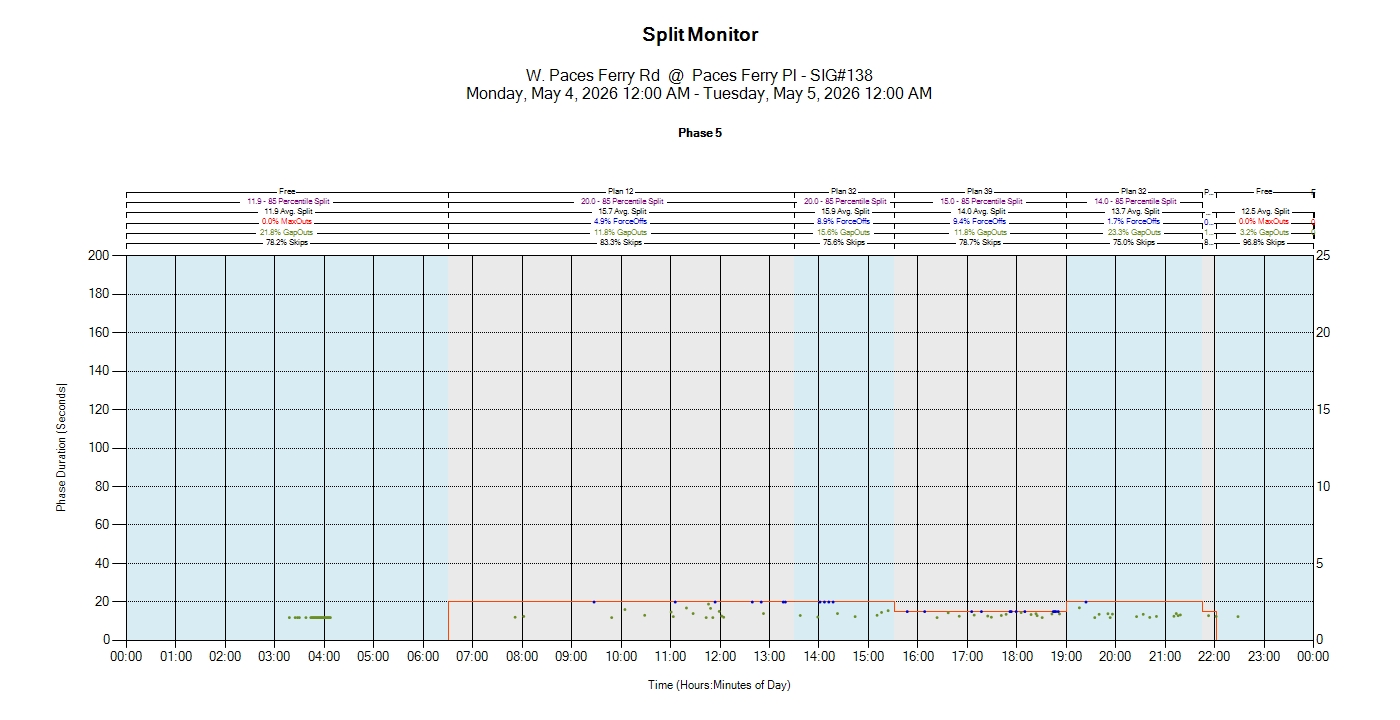 Split Monitor
W. Paces Ferry Rd @ Paces Ferry Pl - SIG#138
Monday, May 4, 2026 12:00 AM - Tuesday, May 5, 2026 12:00 AM
Phase 5
Free Plan 12 Plan 32 Plan 39 Plan 32 P... Free F
11.9 - 85 Percentile Split 20.0 - 85 Percentile Split 20.0 - 85 Percentile Split 15.0 - 85 Percentile Split 14.0 - 85 Percentile Split
11.9 Avg. Split 15.7 Avg. Split 15.9 Avg. Split 14.0 Avg. Split 13.7 Avg. Split ... 12.5 Avg. Split
0.0% MaxOuts 4.9% ForceOffs 8.9% ForceOffs 9.4% ForceOffs 1.7% ForceOffs 0... 0.0% MaxOuts
21.8% GapOuts 11.8% GapOuts 15.6% GapOuts 11.8% GapOuts 23.3% GapOuts 1... 3.2% GapOuts
78.2% Skips 83.3% Skips 75.6% Skips 78.7% Skips 75.0% Skips 8... 96.8% Skips
200 25
180
160 20
140
120 15
100
80 10
60
40 5
20
0 0
Phase Duration (Seconds)
00:00 01:00 02:00 03:00 04:00 05:00 06:00 07:00 08:00 09:00 10:00 11:00 12:00 13:00 14:00 15:00 16:00 17:00 18:00 19:00 20:00 21:00 22:00 23:00 00:00
Time (Hours:Minutes of Day)